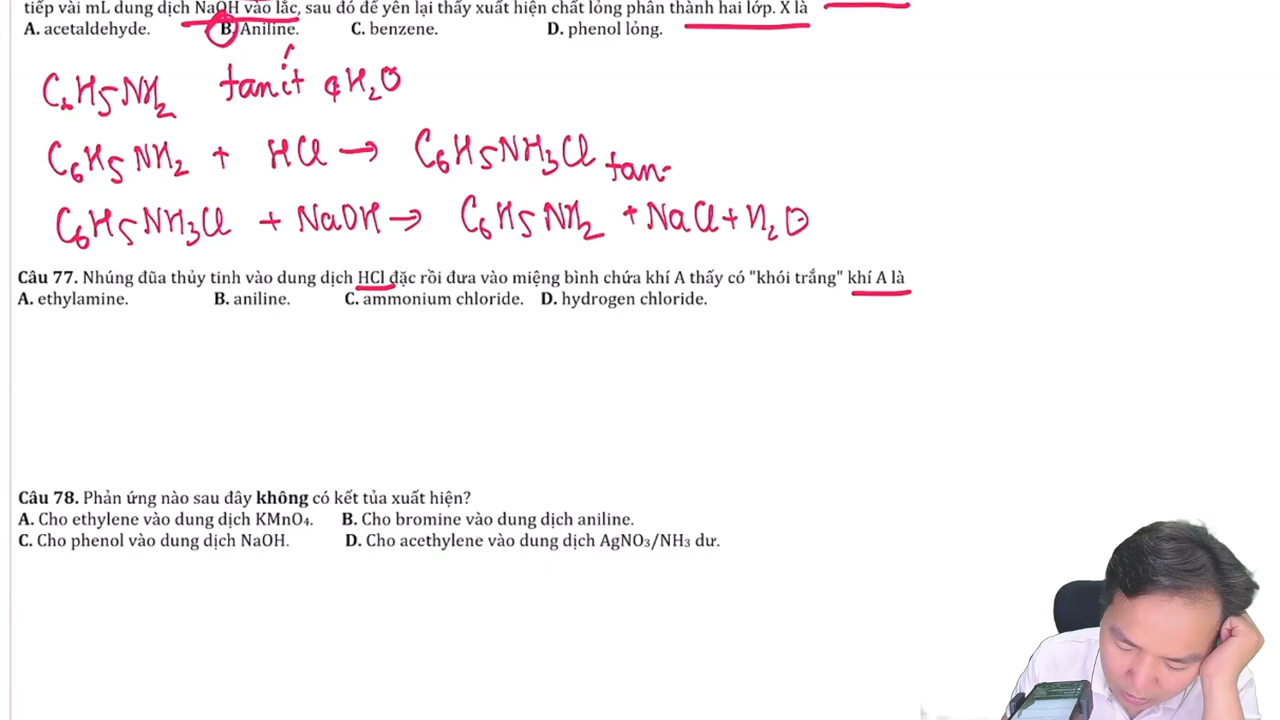 tiếp vài mL dung dịch NaOH vào lắc, sau đó để yên lại thấy xuất hiện chất lỏng phân thành hai lớp. X là
A. acetaldehyde. B. Aniline. C. benzene. D. phenol lỏng.
C6H5NH2 tan ít ở H2O
C6H5NH2 + HCl → C6H5NH3Cl tan
C6H5NH3Cl + NaOH → C6H5NH2 + NaCl + H2O
Câu 77. Nhúng đũa thủy tinh vào dung dịch HCl đặc rồi đưa vào miệng bình chứa khí A thấy có "khói trắng" khí A là
A. ethylamine. B. aniline. C. ammonium chloride. D. hydrogen chloride.
Câu 78. Phản ứng nào sau đây không có kết tủa xuất hiện?
A. Cho ethylene vào dung dịch KMnO4. B. Cho bromine vào dung dịch aniline.
C. Cho phenol vào dung dịch NaOH. D. Cho acethylene vào dung dịch AgNO3/NH3 dư.